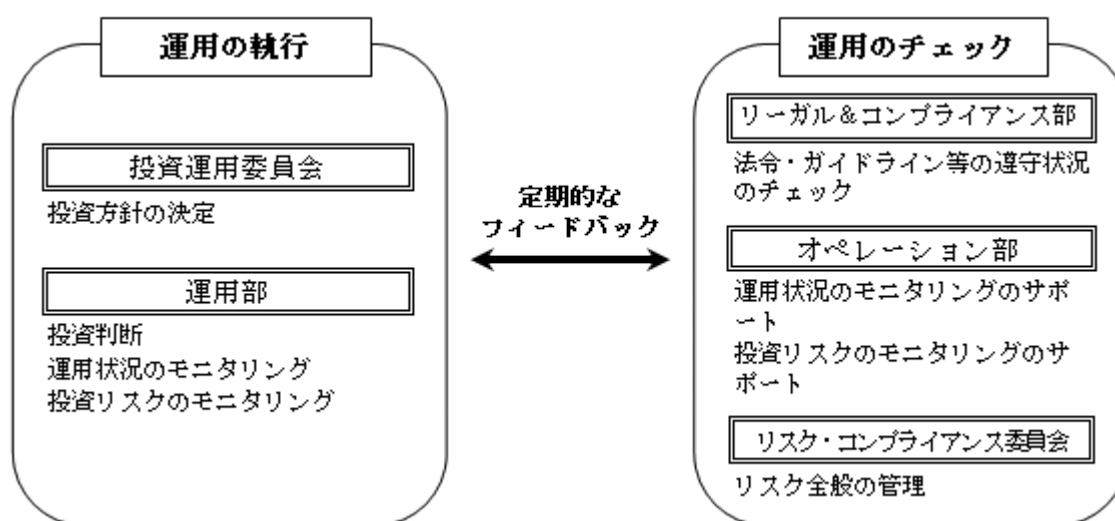 運用の執行
投資運用委員会
投資方針の決定
運用部
投資判断
運用状況のモニタリング
投資リスクのモニタリング
定期的な
フィードバック
運用のチェック
リーガル＆コンプライアンス部
法令・ガイドライン等の遵守状況
のチェック
オペレーション部
運用状況のモニタリングのサポ
ート
投資リスクのモニタリングのサ
ポート
リスク・コンプライアンス委員会
リスク全般の管理